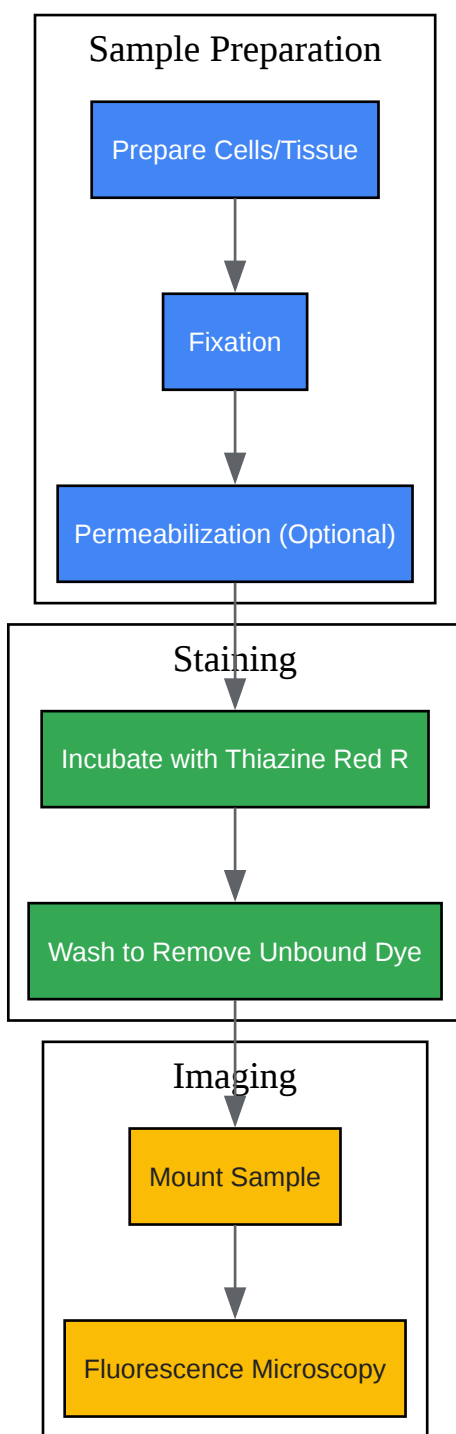 Sample Preparation
Prepare Cells/Tissue
Fixation
Permeabilization (Optional)
Staining
Incubate with Thiazine Red R
Wash to Remove Unbound Dye
Imaging
Mount Sample
Fluorescence Microscopy